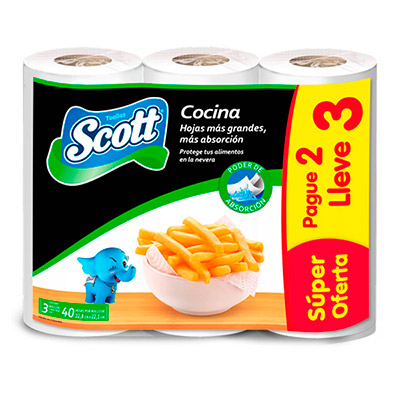 Toallas
Scott
Cocina
Hojas más grandes,
más absorción
Protege tus alimentos
en la nevera
PODER DE
ABSORCIÓN
3
40
Súper
Oferta
Pague 2
Lleve 3